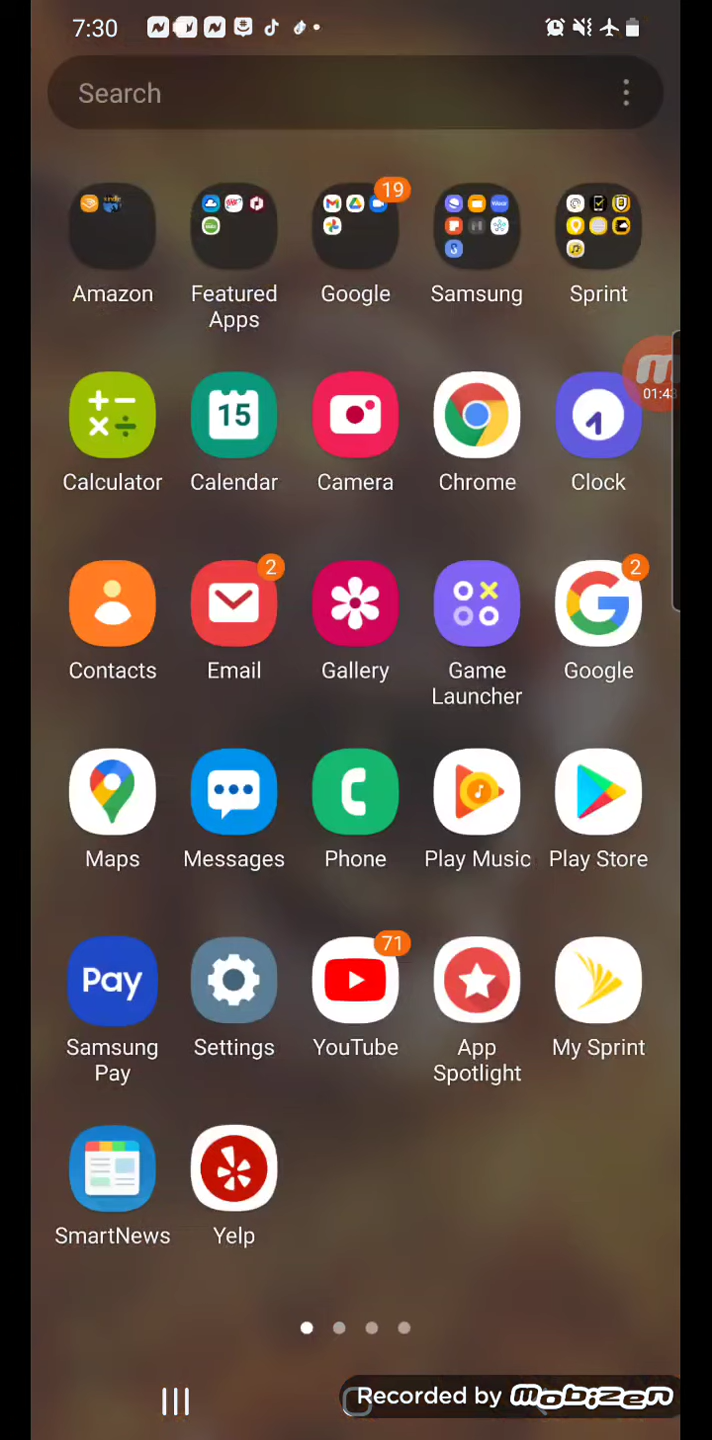 7:30
Search
19
Amazon
Featured
Apps
Google
Samsung
Sprint
01:43
15
Calculator
Calendar
Camera
Chrome
Clock
2
2
Contacts
Email
Gallery
Game
Launcher
Google
Maps
Messages
Phone
Play Music
Play Store
71
Pay
Samsung
Pay
Settings
YouTube
App
Spotlight
My Sprint
SmartNews
Yelp
Recorded by mobizen